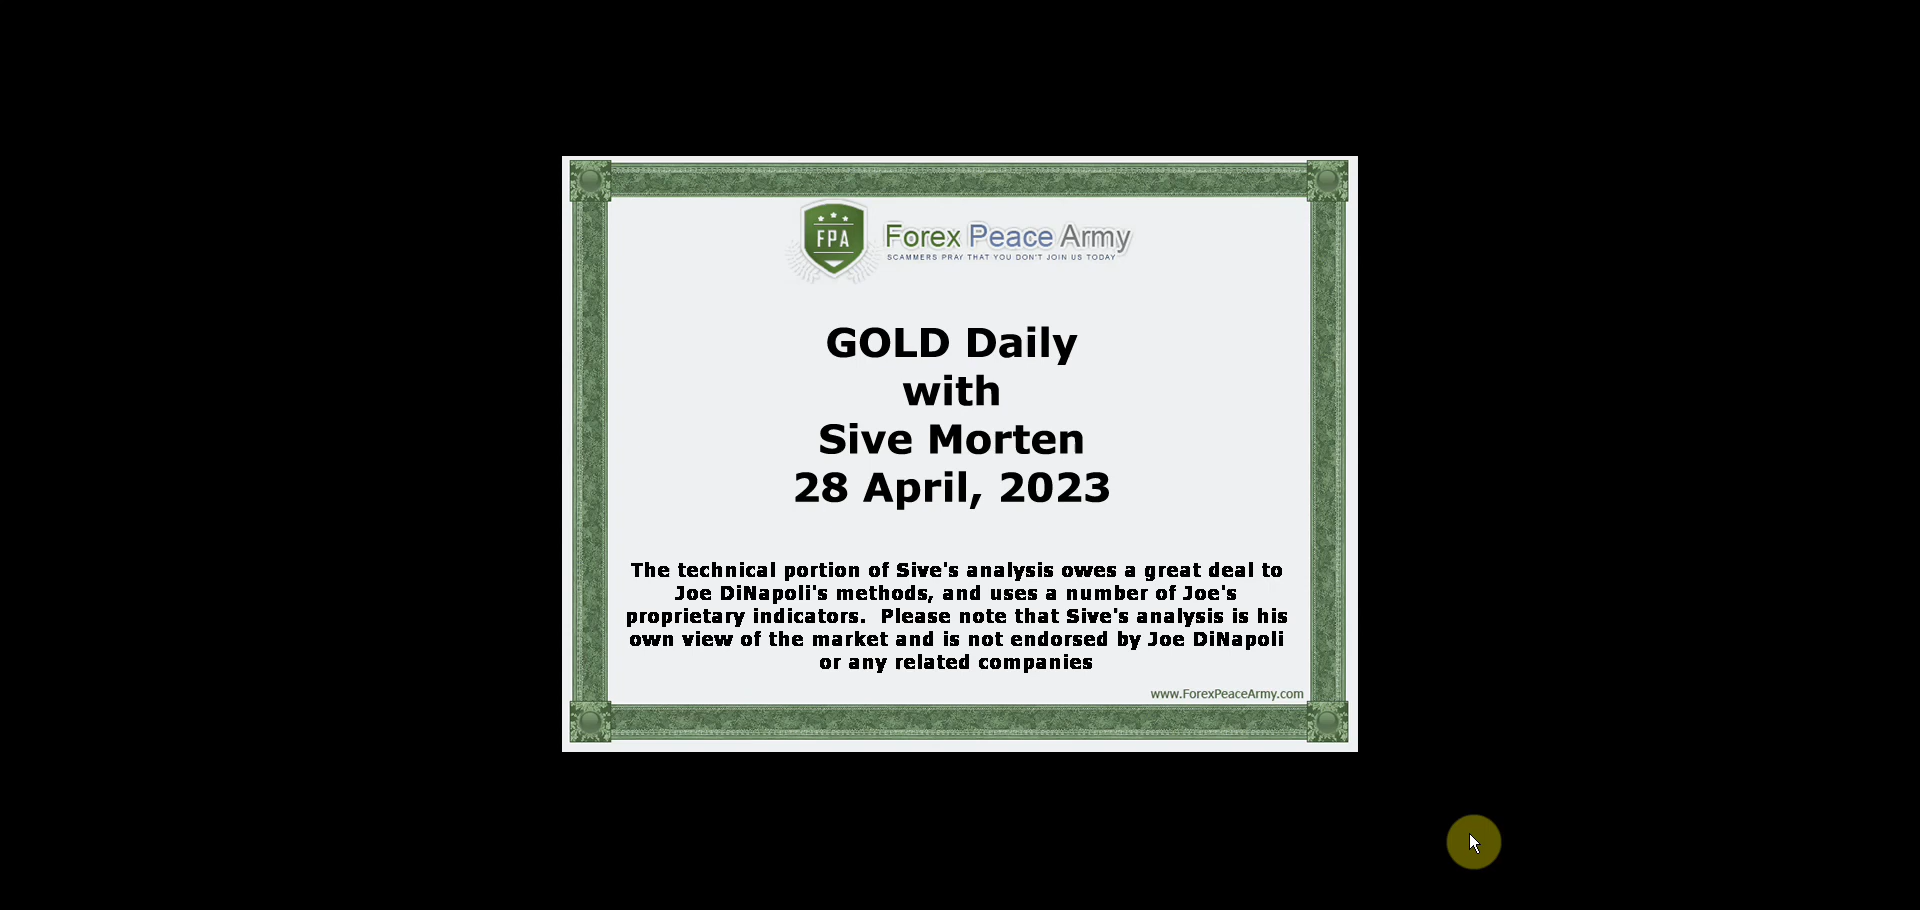 FPA
Forex Peace Army
SCAMMERS PRAY THAT YOU DON'T JOIN US TODAY
GOLD Daily
with
Sive Morten
28 April, 2023
The technical portion of Sive's analysis owes a great deal to
Joe DiNapoli's methods, and uses a number of Joe's
proprietary indicators.  Please note that Sive's analysis is his
own view of the market and is not endorsed by Joe DiNapoli
or any related companies
www.ForexPeaceArmy.com